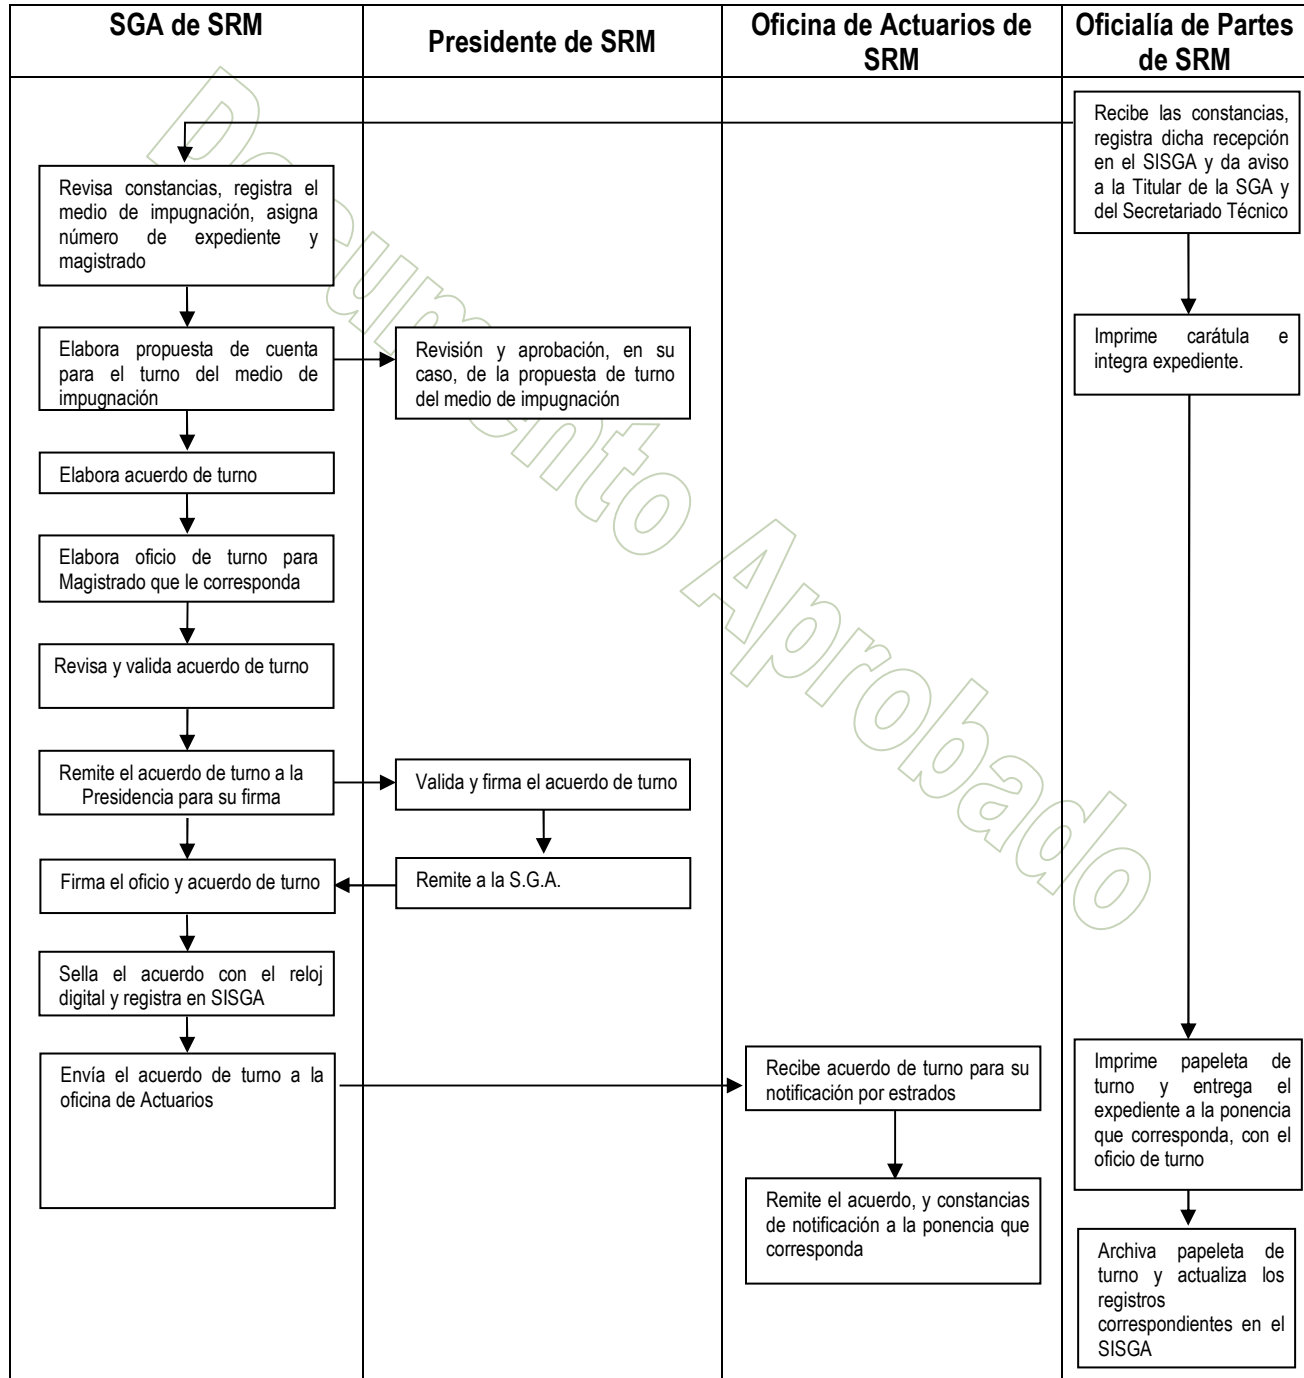 SGA de SRM
Presidente de SRM
Oficina de Actuarios de
SRM
Oficialía de Partes
de SRM
Recibe las constancias,
registra dicha recepción
en el SISGA y da aviso
a la Titular de la SGA y
del Secretariado Técnico
Revisa constancias, registra el
medio de impugnación, asigna
número de expediente y
magistrado
Elabora propuesta de cuenta
para el turno del medio de
impugnación
Revisión y aprobación, en su
caso, de la propuesta de turno
del medio de impugnación
Imprime carátula e
integra expediente.
Elabora acuerdo de turno
Elabora oficio de turno para
Magistrado que le corresponda
Revisa y valida acuerdo de turno
Remite el acuerdo de turno a la
Presidencia para su firma
Valida y firma el acuerdo de turno
Firma el oficio y acuerdo de turno
Remite a la S.G.A.
Sella el acuerdo con el reloj
digital y registra en SISGA
Envía el acuerdo de turno a la
oficina de Actuarios
Recibe acuerdo de turno para su
notificación por estrados
Imprime papeleta de
turno y entrega el
expediente a la ponencia
que corresponda, con el
oficio de turno
Remite el acuerdo, y constancias
de notificación a la ponencia que
corresponda
Archiva papeleta de
turno y actualiza los
registros
correspondientes en el
SISGA
Documento Aprobado